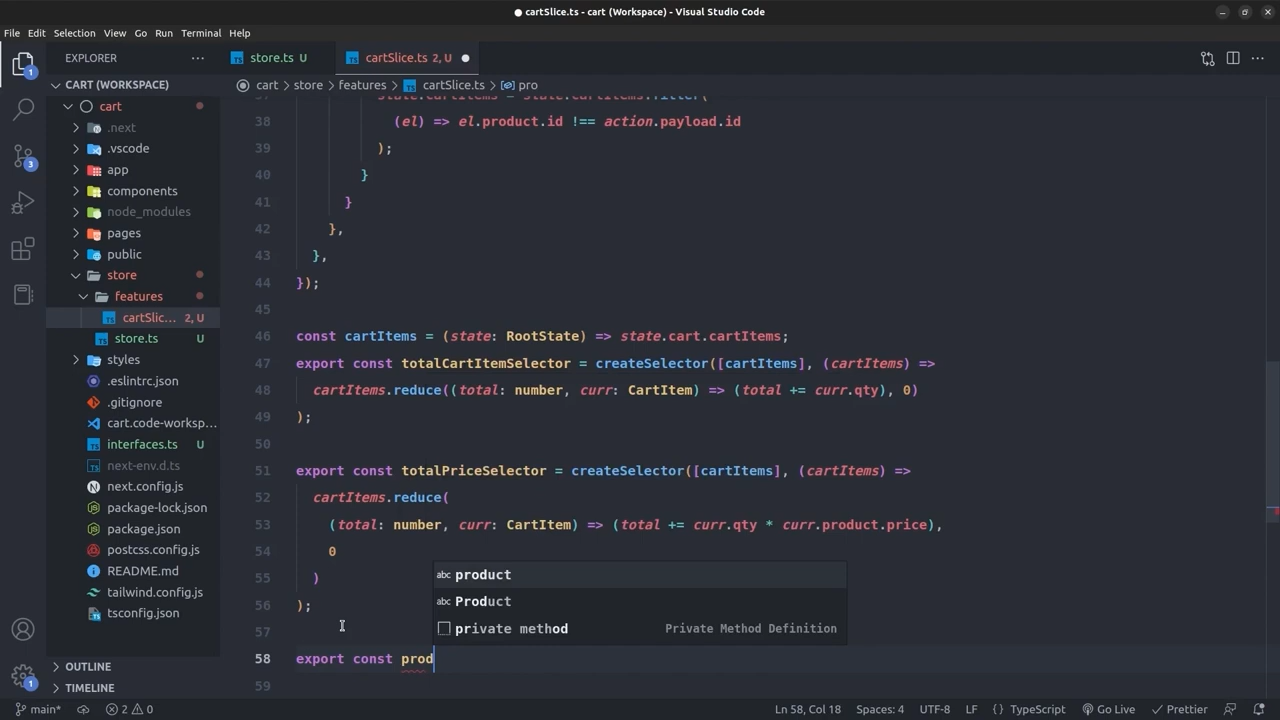 cartSlice.ts - cart (Workspace) - Visual Studio Code
File Edit Selection View Go Run Terminal Help
EXPLORER
store.ts U
cartSlice.ts 2, U
CART (WORKSPACE)
cart > store > features > cartSlice.ts > pro
cart
.next
.vscode
app
components
node_modules
pages
public
store
features
cartSlic... 2, U
store.ts U
styles
.eslintrc.json
.gitignore
cart.code-worksp...
interfaces.ts U
next-env.d.ts
next.config.js
package-lock.json
package.json
postcss.config.js
README.md
tailwind.config.js
tsconfig.json
OUTLINE
TIMELINE
1
3
1
37 state.cartItems = state.cartItems.filter(
38 (el) => el.product.id !== action.payload.id
39 );
40 }
41 }
42 },
43 },
44 });
45
46 const cartItems = (state: RootState) => state.cart.cartItems;
47 export const totalCartItemSelector = createSelector([cartItems], (cartItems) =>
48 cartItems.reduce((total: number, curr: CartItem) => (total += curr.qty), 0)
49 );
50
51 export const totalPriceSelector = createSelector([cartItems], (cartItems) =>
52 cartItems.reduce(
53 (total: number, curr: CartItem) => (total += curr.qty * curr.product.price),
54 0
55 )
56 );
57
58 export const prod
59
abc product
abc Product
private method Private Method Definition
main* 2 0 Ln 58, Col 18 Spaces: 4 UTF-8 LF { } TypeScript Go Live Prettier